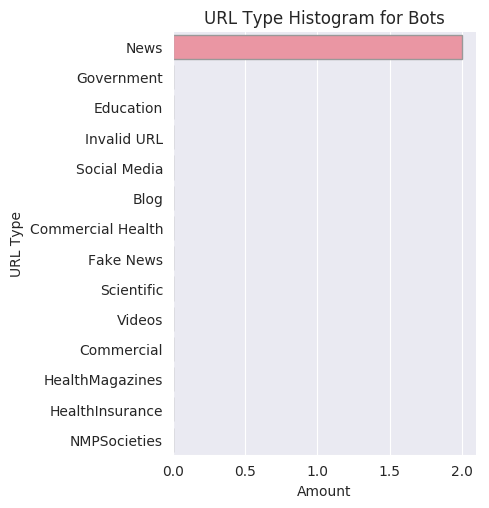 URL Type Histogram for Bots
News
Government
Education
Invalid URL
Social Media
Blog
Commercial Health
Fake News
Scientific
Videos
Commercial
HealthMagazines
HealthInsurance
NMPSocieties
URL Type
0.0 0.5 1.0 1.5 2.0
Amount